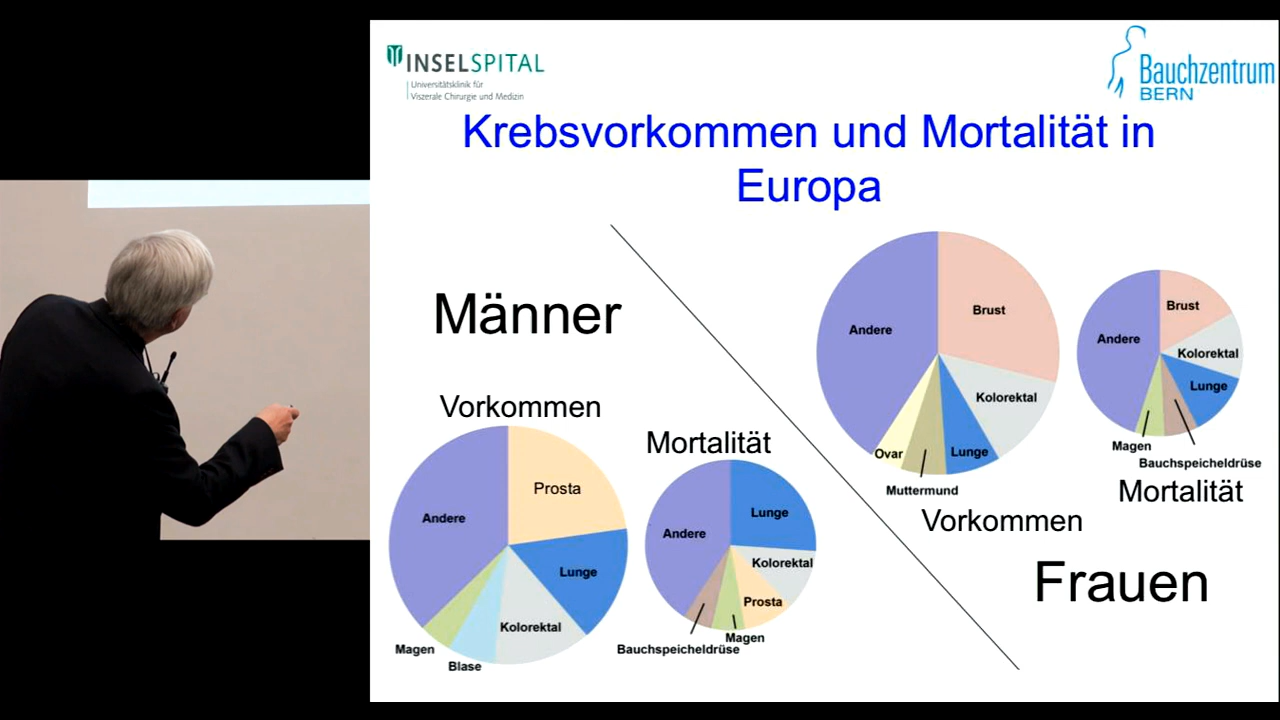 INSELSPITAL
Universitätsklinik für
Viszerale Chirurgie und Medizin
Bauchzentrum
BERN
Krebsvorkommen und Mortalität in
Europa
Männer
Vorkommen
Andere
Prosta
Lunge
Kolorektal
Blase
Magen
Mortalität
Andere
Lunge
Kolorektal
Prosta
Magen
Bauchspeicheldrüse
Andere
Brust
Kolorektal
Lunge
Muttermund
Ovar
Vorkommen
Andere
Brust
Kolorektal
Lunge
Bauchspeicheldrüse
Magen
Mortalität
Frauen